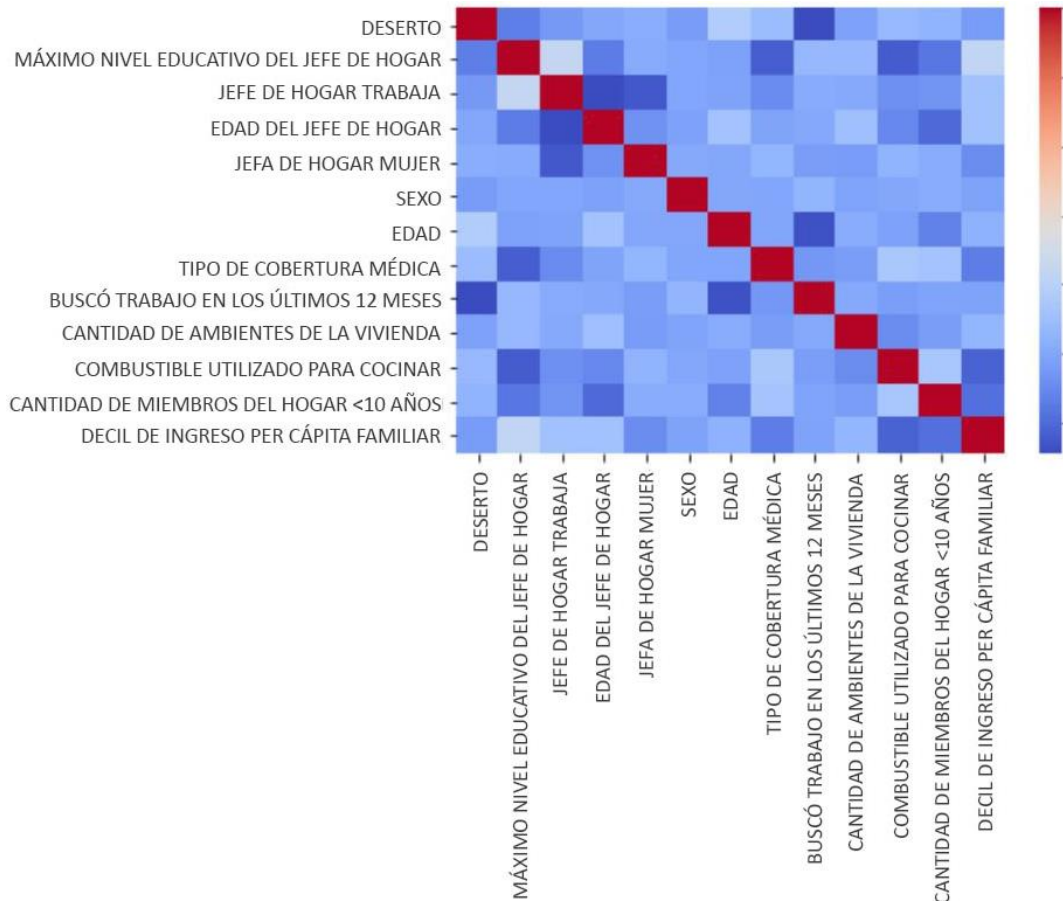 DESERTO
MÁXIMO NIVEL EDUCATIVO DEL JEFE DE HOGAR
JEFE DE HOGAR TRABAJA
EDAD DEL JEFE DE HOGAR
JEFA DE HOGAR MUJER
SEXO
EDAD
TIPO DE COBERTURA MÉDICA
BUSCÓ TRABAJO EN LOS ÚLTIMOS 12 MESES
CANTIDAD DE AMBIENTES DE LA VIVIENDA
COMBUSTIBLE UTILIZADO PARA COCINAR
CANTIDAD DE MIEMBROS DEL HOGAR <10 AÑOS
DECIL DE INGRESO PER CÁPITA FAMILIAR
DESERTO
MÁXIMO NIVEL EDUCATIVO DEL JEFE DE HOGAR
JEFE DE HOGAR TRABAJA
EDAD DEL JEFE DE HOGAR
JEFA DE HOGAR MUJER
SEXO
EDAD
TIPO DE COBERTURA MÉDICA
BUSCÓ TRABAJO EN LOS ÚLTIMOS 12 MESES
CANTIDAD DE AMBIENTES DE LA VIVIENDA
COMBUSTIBLE UTILIZADO PARA COCINAR
CANTIDAD DE MIEMBROS DEL HOGAR <10 AÑOS
DECIL DE INGRESO PER CÁPITA FAMILIAR